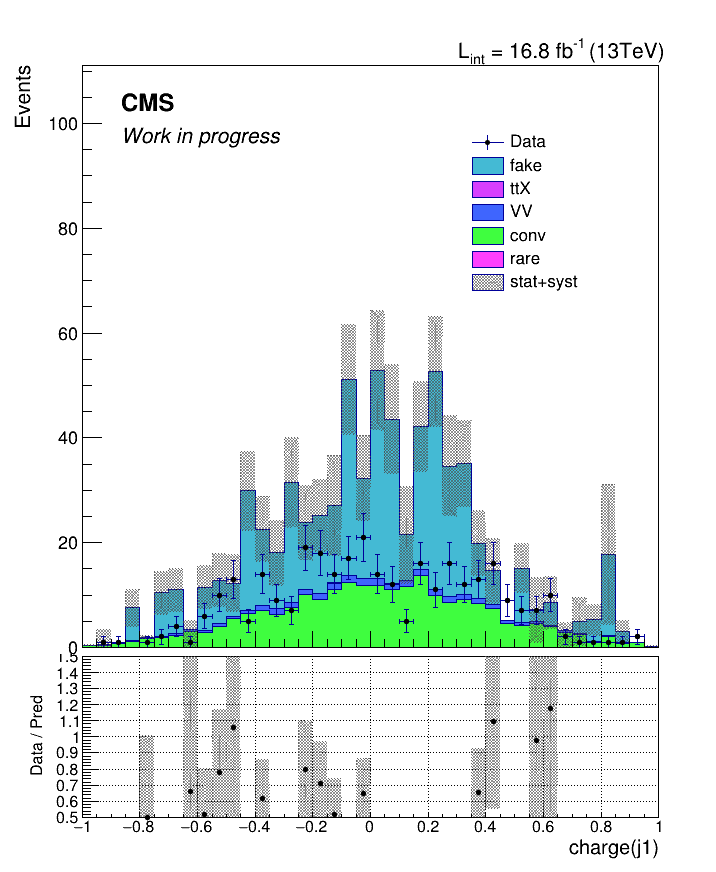 L_int = 16.8 fb^-1 (13TeV)
Events
CMS
Work in progress
Data
fake
ttX
VV
conv
rare
stat+syst
100
80
60
40
20
0
Data / Pred
1.5
1.4
1.3
1.2
1.1
1
0.9
0.8
0.7
0.6
0.5
−1 −0.8 −0.6 −0.4 −0.2 0 0.2 0.4 0.6 0.8 1
charge(j1)